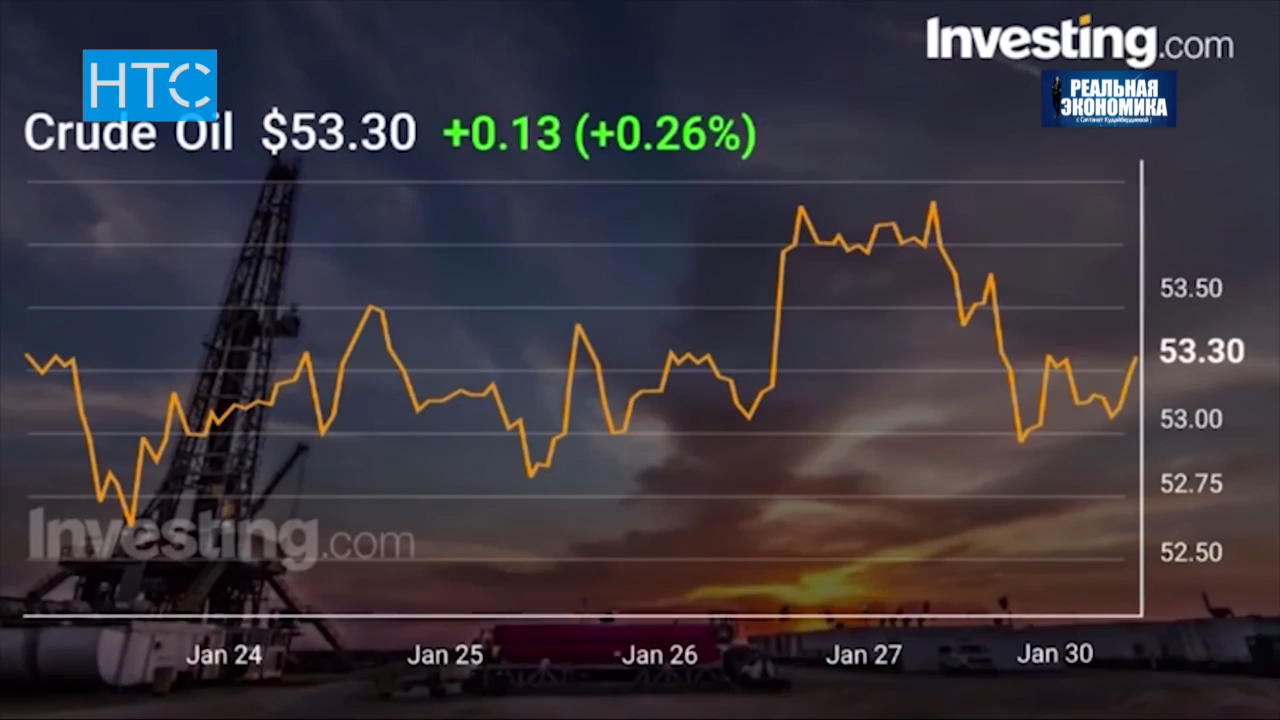 Investing.com
НТС
РЕАЛЬНАЯ
ЭКОНОМИКА
Crude Oil $53.30 +0.13 (+0.26%)
53.50
53.30
53.00
52.75
52.50
Investing.com
Jan 24 Jan 25 Jan 26 Jan 27 Jan 30